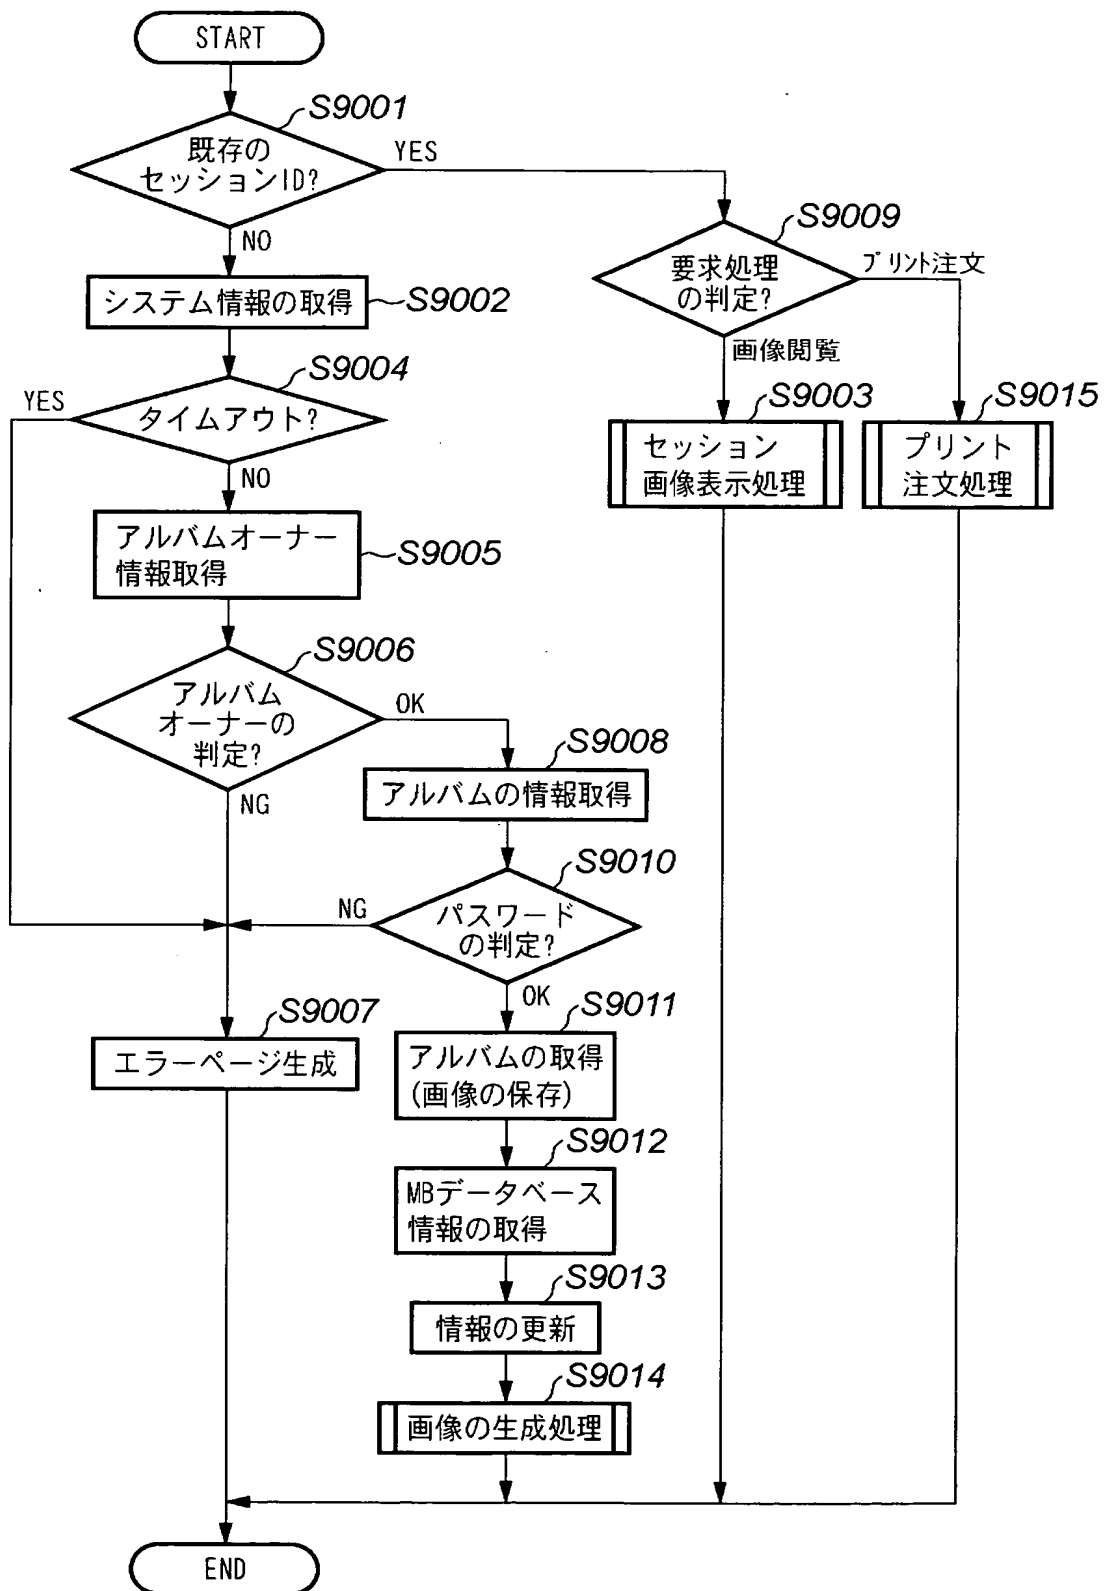 START
S9001
既存の
セッションID?
YES
NO
S9009
要求処理
の判定?
プリント注文
画像閲覧
システム情報の取得
S9002
S9004
YES
タイムアウト?
NO
S9003
セッション
画像表示処理
S9015
プリント
注文処理
アルバムオーナー
情報取得
S9005
S9006
アルバム
オーナーの
判定?
OK
NG
S9008
アルバムの情報取得
S9010
NG
パスワード
の判定?
OK
S9007
エラーページ生成
S9011
アルバムの取得
(画像の保存)
S9012
MBデータベース
情報の取得
S9013
情報の更新
S9014
画像の生成処理
END